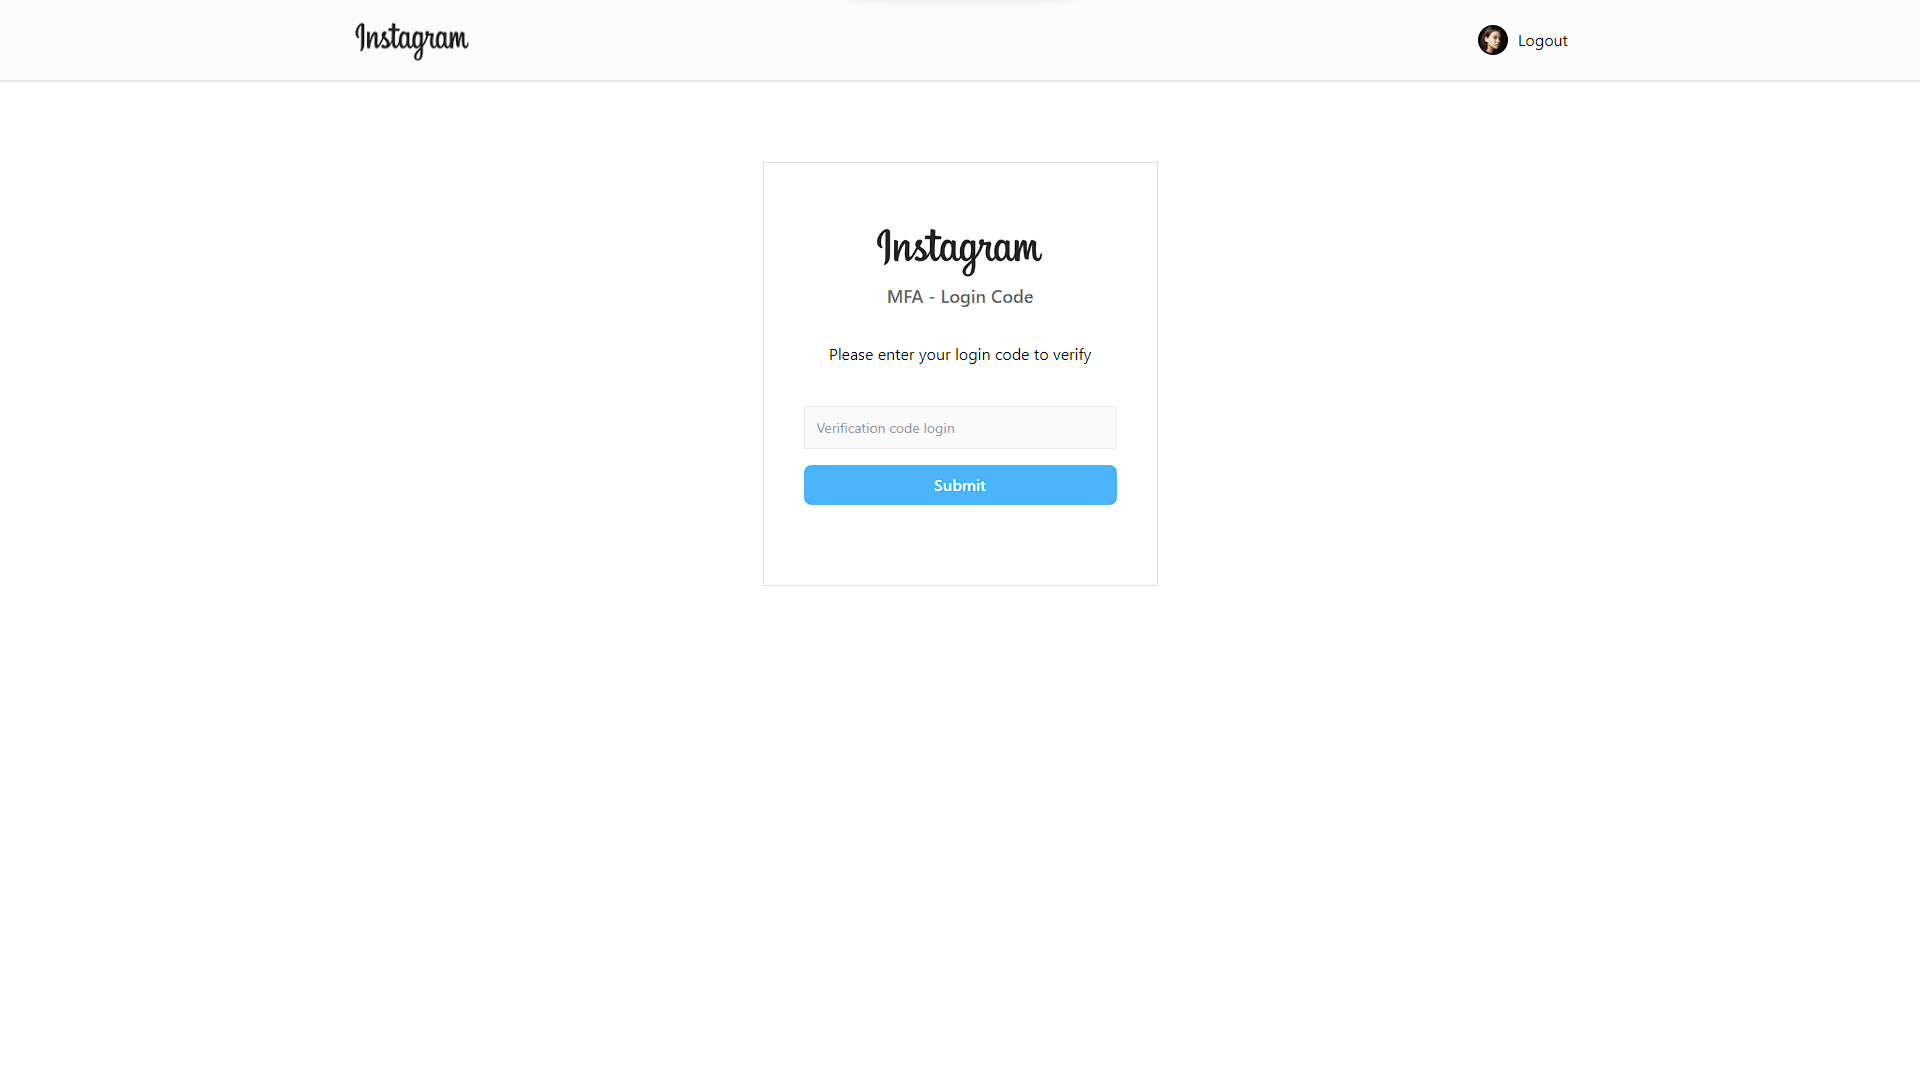 Instagram
Logout
Instagram
MFA - Login Code
Please enter your login code to verify
Verification code login
Submit